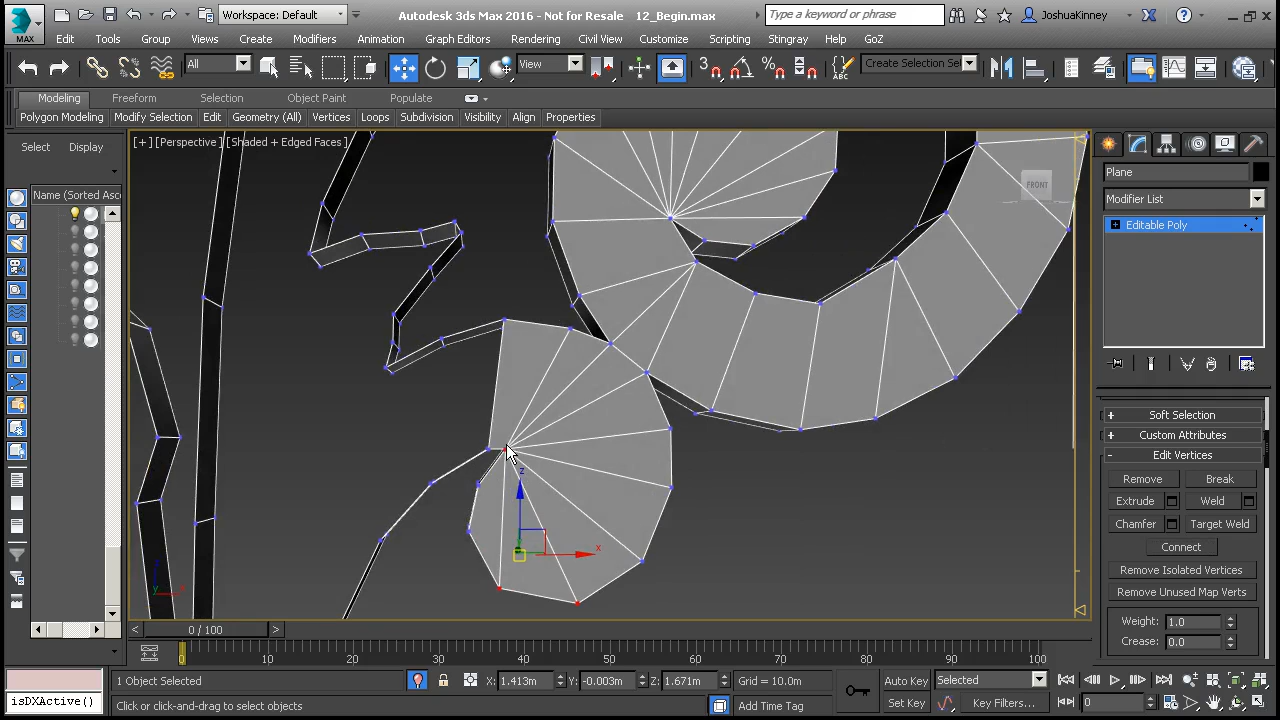 MAX
Workspace: Default
Autodesk 3ds Max 2016 - Not for Resale 12_Begin.max
Type a keyword or phrase
JoshuaKinney
Edit Tools Group Views Create Modifiers Animation Graph Editors Rendering Civil View Customize Scripting Stingray Help GoZ
All View Create Selection Se
Modeling Freeform Selection Object Paint Populate
Polygon Modeling Modify Selection Edit Geometry (All) Vertices Loops Subdivision Visibility Align Properties
Select Display
[+] [Perspective] [Shaded + Edged Faces]
Name (Sorted Asc
FRONT
Plane
Modifier List
Editable Poly
Soft Selection
Custom Attributes
Edit Vertices
Remove Break
Extrude Weld
Chamfer Target Weld
Connect
Remove Isolated Vertices
Remove Unused Map Verts
Weight: 1.0
Crease: 0.0
z
x
y
0 / 100
0 10 20 30 40 50 60 70 80 90 100
1 Object Selected X: 1.413m Y: -0.003m Z: 1.671m Grid = 10.0m Auto Key Selected
isDXActive() Click or click-and-drag to select objects Add Time Tag Set Key Key Filters... 0